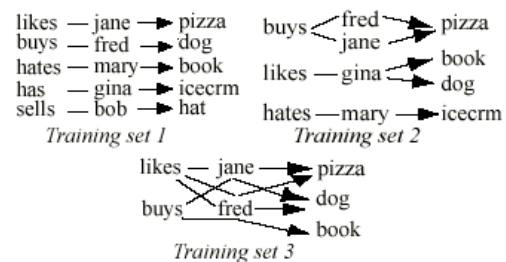 likes jane pizza
buys fred dog
hates mary book
has gina icecrm
sells bob hat
Training set 1
buys fred pizza
jane
likes gina book
dog
hates mary icecrm
Training set 2
likes jane pizza
buys fred dog
book
Training set 3